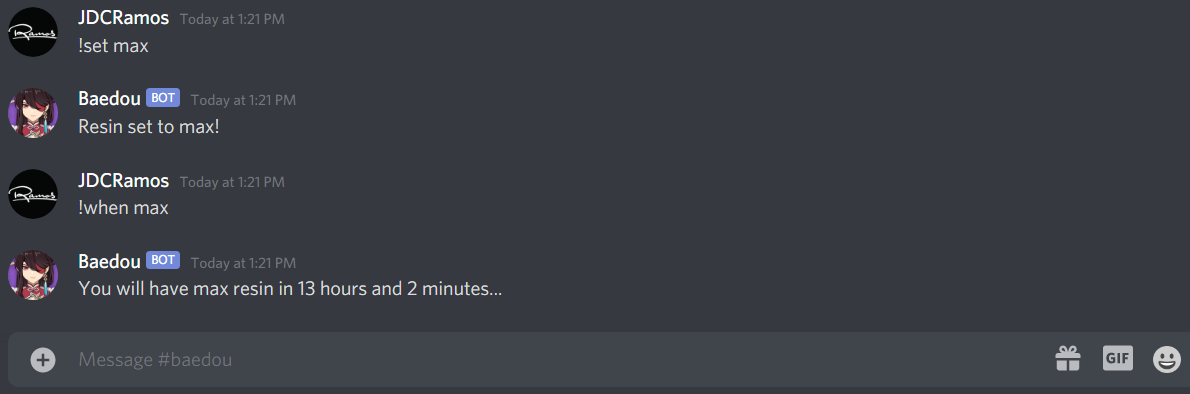 JDCRamos Today at 1:21 PM
!set max
Baedou BOT Today at 1:21 PM
Resin set to max!
Ramos
JDCRamos Today at 1:21 PM
!when max
Ramos
Baedou BOT Today at 1:21 PM
You will have max resin in 13 hours and 2 minutes...
Message #baedou
GIF